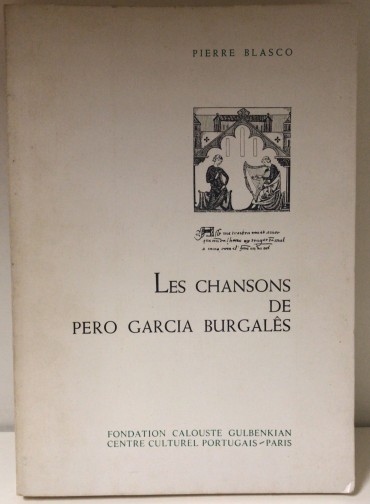 PIERRE BLASCO
LES CHANSONS
DE
PERO GARCIA BURGALÊS
FONDATION CALOUSTE GULBENKIAN
CENTRE CULTUREL PORTUGAIS-PARIS